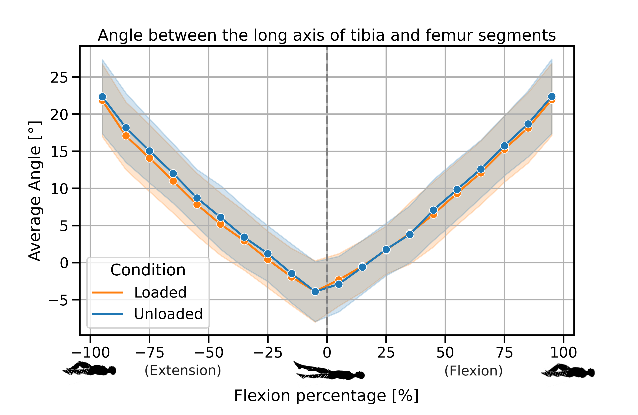 Angle between the long axis of tibia and femur segments
Average Angle [°]
25
20
15
10
5
0
−5
Condition
Loaded
Unloaded
−100 −75 −50 −25 0 25 50 75 100
(Extension) (Flexion)
Flexion percentage [%]